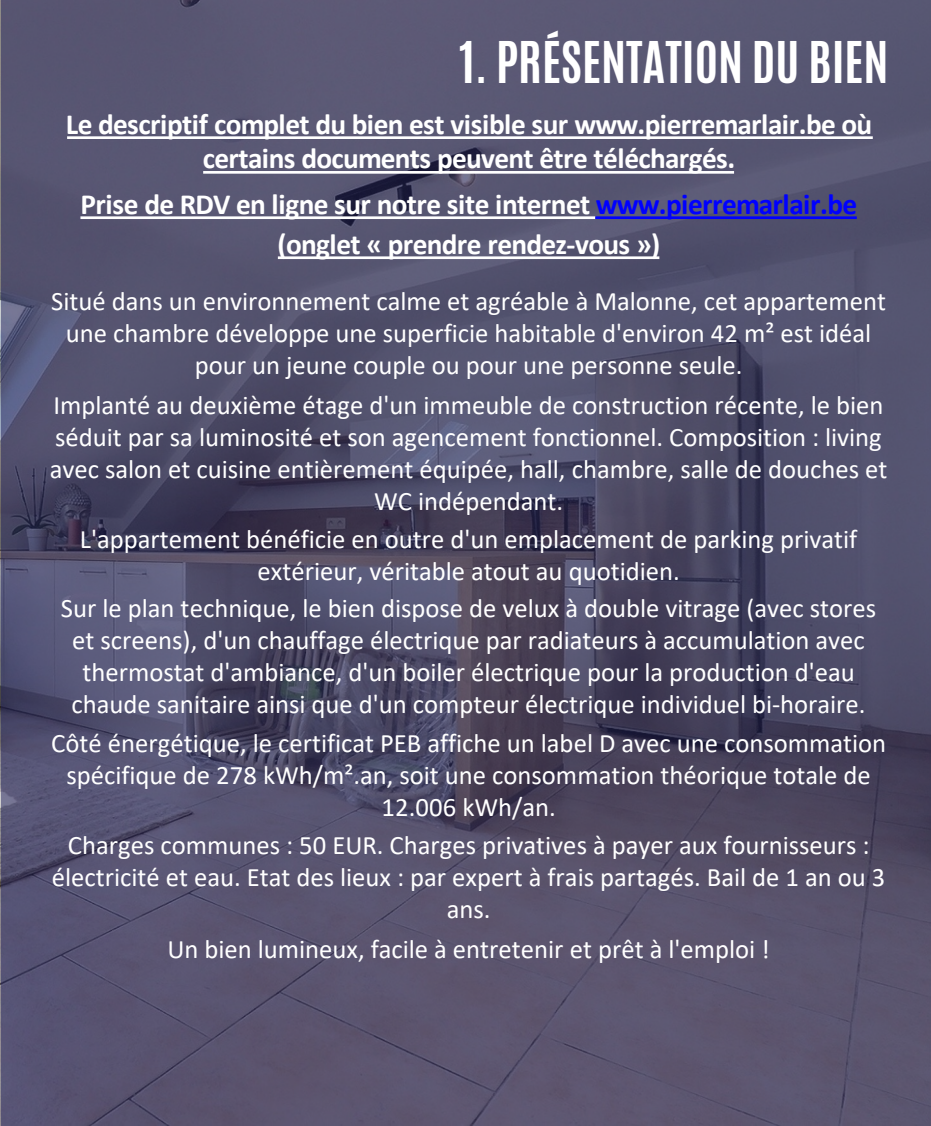 1. PRÉSENTATION DU BIEN
Le descriptif complet du bien est visible sur www.pierremarlair.be où
certains documents peuvent être téléchargés.
Prise de RDV en ligne sur notre site internet www.pierremarlair.be
(onglet « prendre rendez-vous »)
Situé dans un environnement calme et agréable à Malonne, cet appartement
une chambre développe une superficie habitable d'environ 42 m² est idéal
pour un jeune couple ou pour une personne seule.
Implanté au deuxième étage d'un immeuble de construction récente, le bien
séduit par sa luminosité et son agencement fonctionnel. Composition : living
avec salon et cuisine entièrement équipée, hall, chambre, salle de douches et
WC indépendant.
L'appartement bénéficie en outre d'un emplacement de parking privatif
extérieur, véritable atout au quotidien.
Sur le plan technique, le bien dispose de velux à double vitrage (avec stores
et screens), d'un chauffage électrique par radiateurs à accumulation avec
thermostat d'ambiance, d'un boiler électrique pour la production d'eau
chaude sanitaire ainsi que d'un compteur électrique individuel bi-horaire.
Côté énergétique, le certificat PEB affiche un label D avec une consommation
spécifique de 278 kWh/m².an, soit une consommation théorique totale de
12.006 kWh/an.
Charges communes : 50 EUR. Charges privatives à payer aux fournisseurs :
électricité et eau. Etat des lieux : par expert à frais partagés. Bail de 1 an ou 3
ans.
Un bien lumineux, facile à entretenir et prêt à l'emploi !